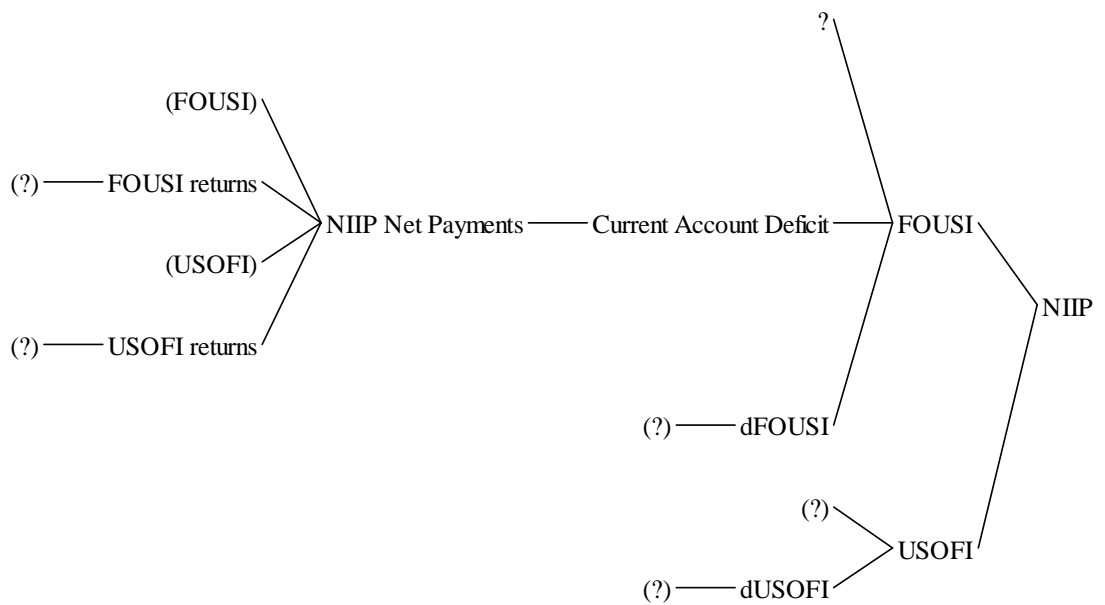 ?
(FOUSI)
(?) FOUSI returns
NIIP Net Payments Current Account Deficit FOUSI
(USOFI)
NIIP
(?) USOFI returns
(?) dFOUSI
(?)
USOFI
(?) dUSOFI